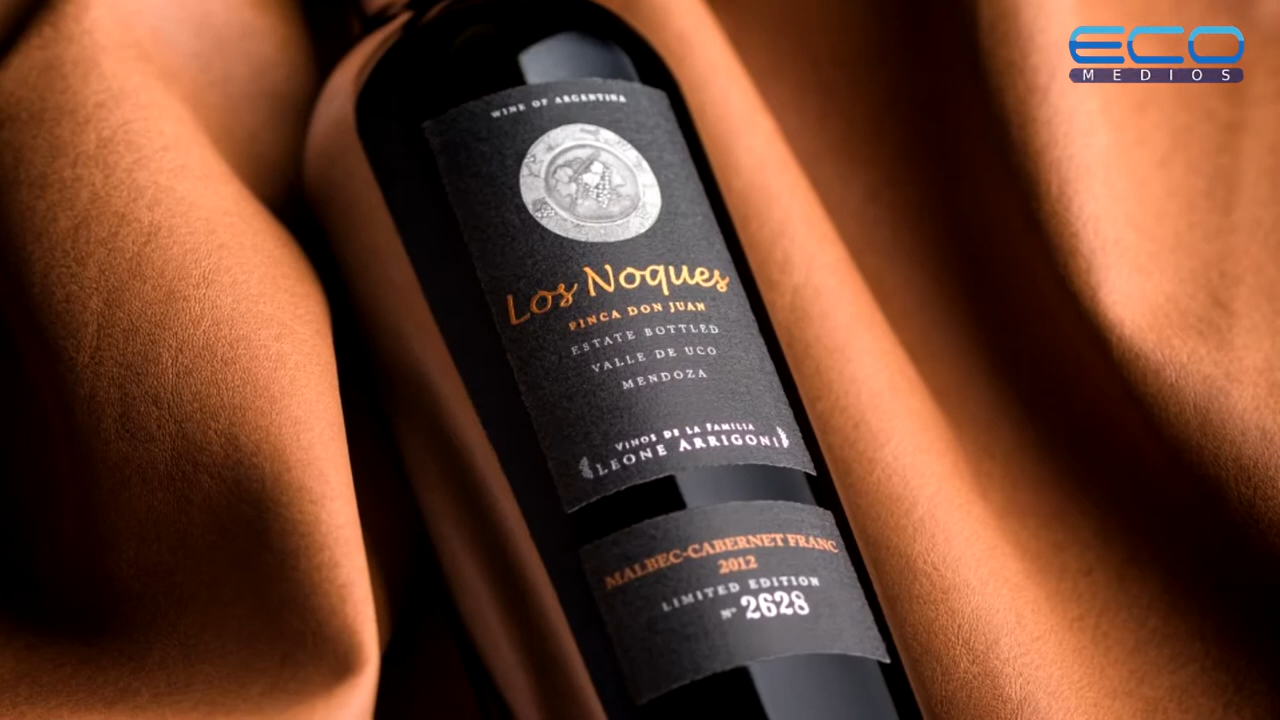 ECO
MEDIOS
WINE OF ARGENTINA
Los Noques
FINCA DON JUAN
ESTATE BOTTLED
VALLE DE UCO
MENDOZA
VINOS DE LA FAMILIA
LEONE ARRIGONI
MALBEC-CABERNET FRANC
2012
LIMITED EDITION
Nº 2628